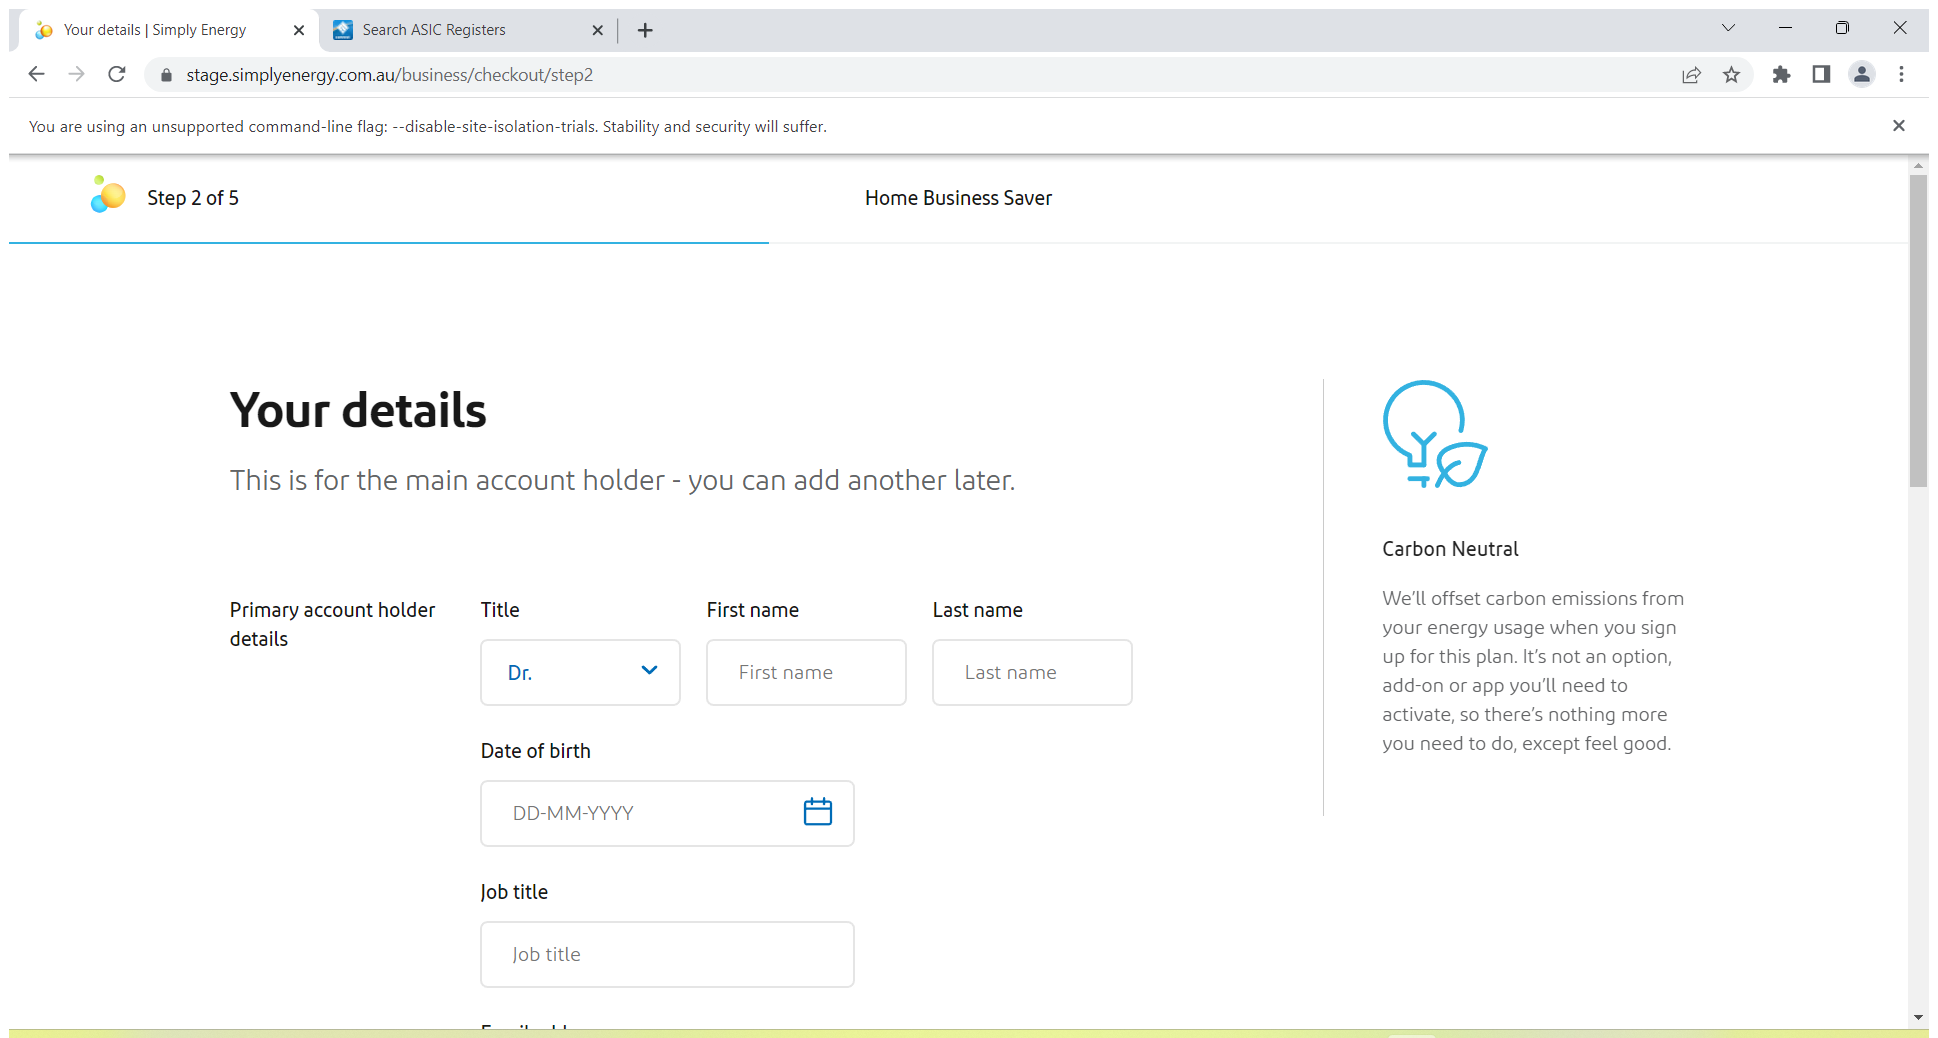 Your details | Simply Energy
Search ASIC Registers
stage.simplyenergy.com.au/business/checkout/step2
You are using an unsupported command-line flag: --disable-site-isolation-trials. Stability and security will suffer.
Step 2 of 5
Home Business Saver
Your details
This is for the main account holder - you can add another later.
Carbon Neutral
We'll offset carbon emissions from
your energy usage when you sign
up for this plan. It's not an option,
add-on or app you'll need to
activate, so there's nothing more
you need to do, except feel good.
Primary account holder
details
Title
First name
Last name
Dr.
First name
Last name
Date of birth
DD-MM-YYYY
Job title
Job title